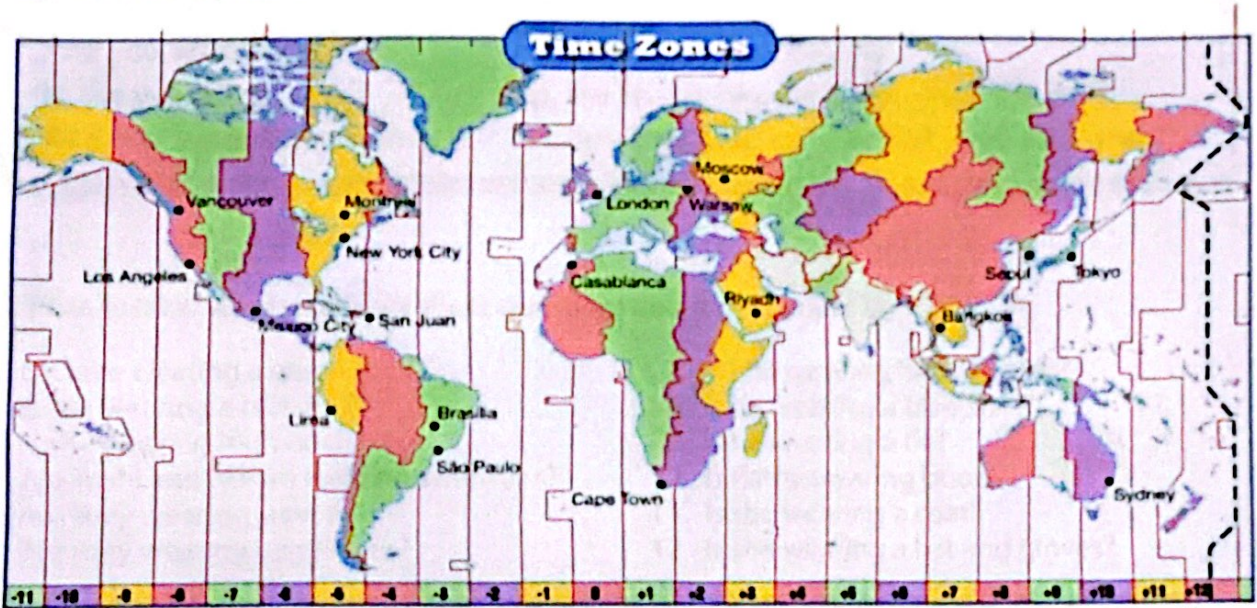 Time Zones
Moscow
Vancouver
Montreal
London
Warsaw
New York City
Los Angeles
Casablanca
Seoul
Tokyo
Riyadh
Mexico City
San Juan
Bangkok
Lima
Brasilia
São Paulo
Cape Town
Sydney
-11 -10 -9 -8 -7 -6 -5 -4 -3 -2 -1 0 +1 +2 +3 +4 +5 +6 +7 +8 +9 +10 +11 +12